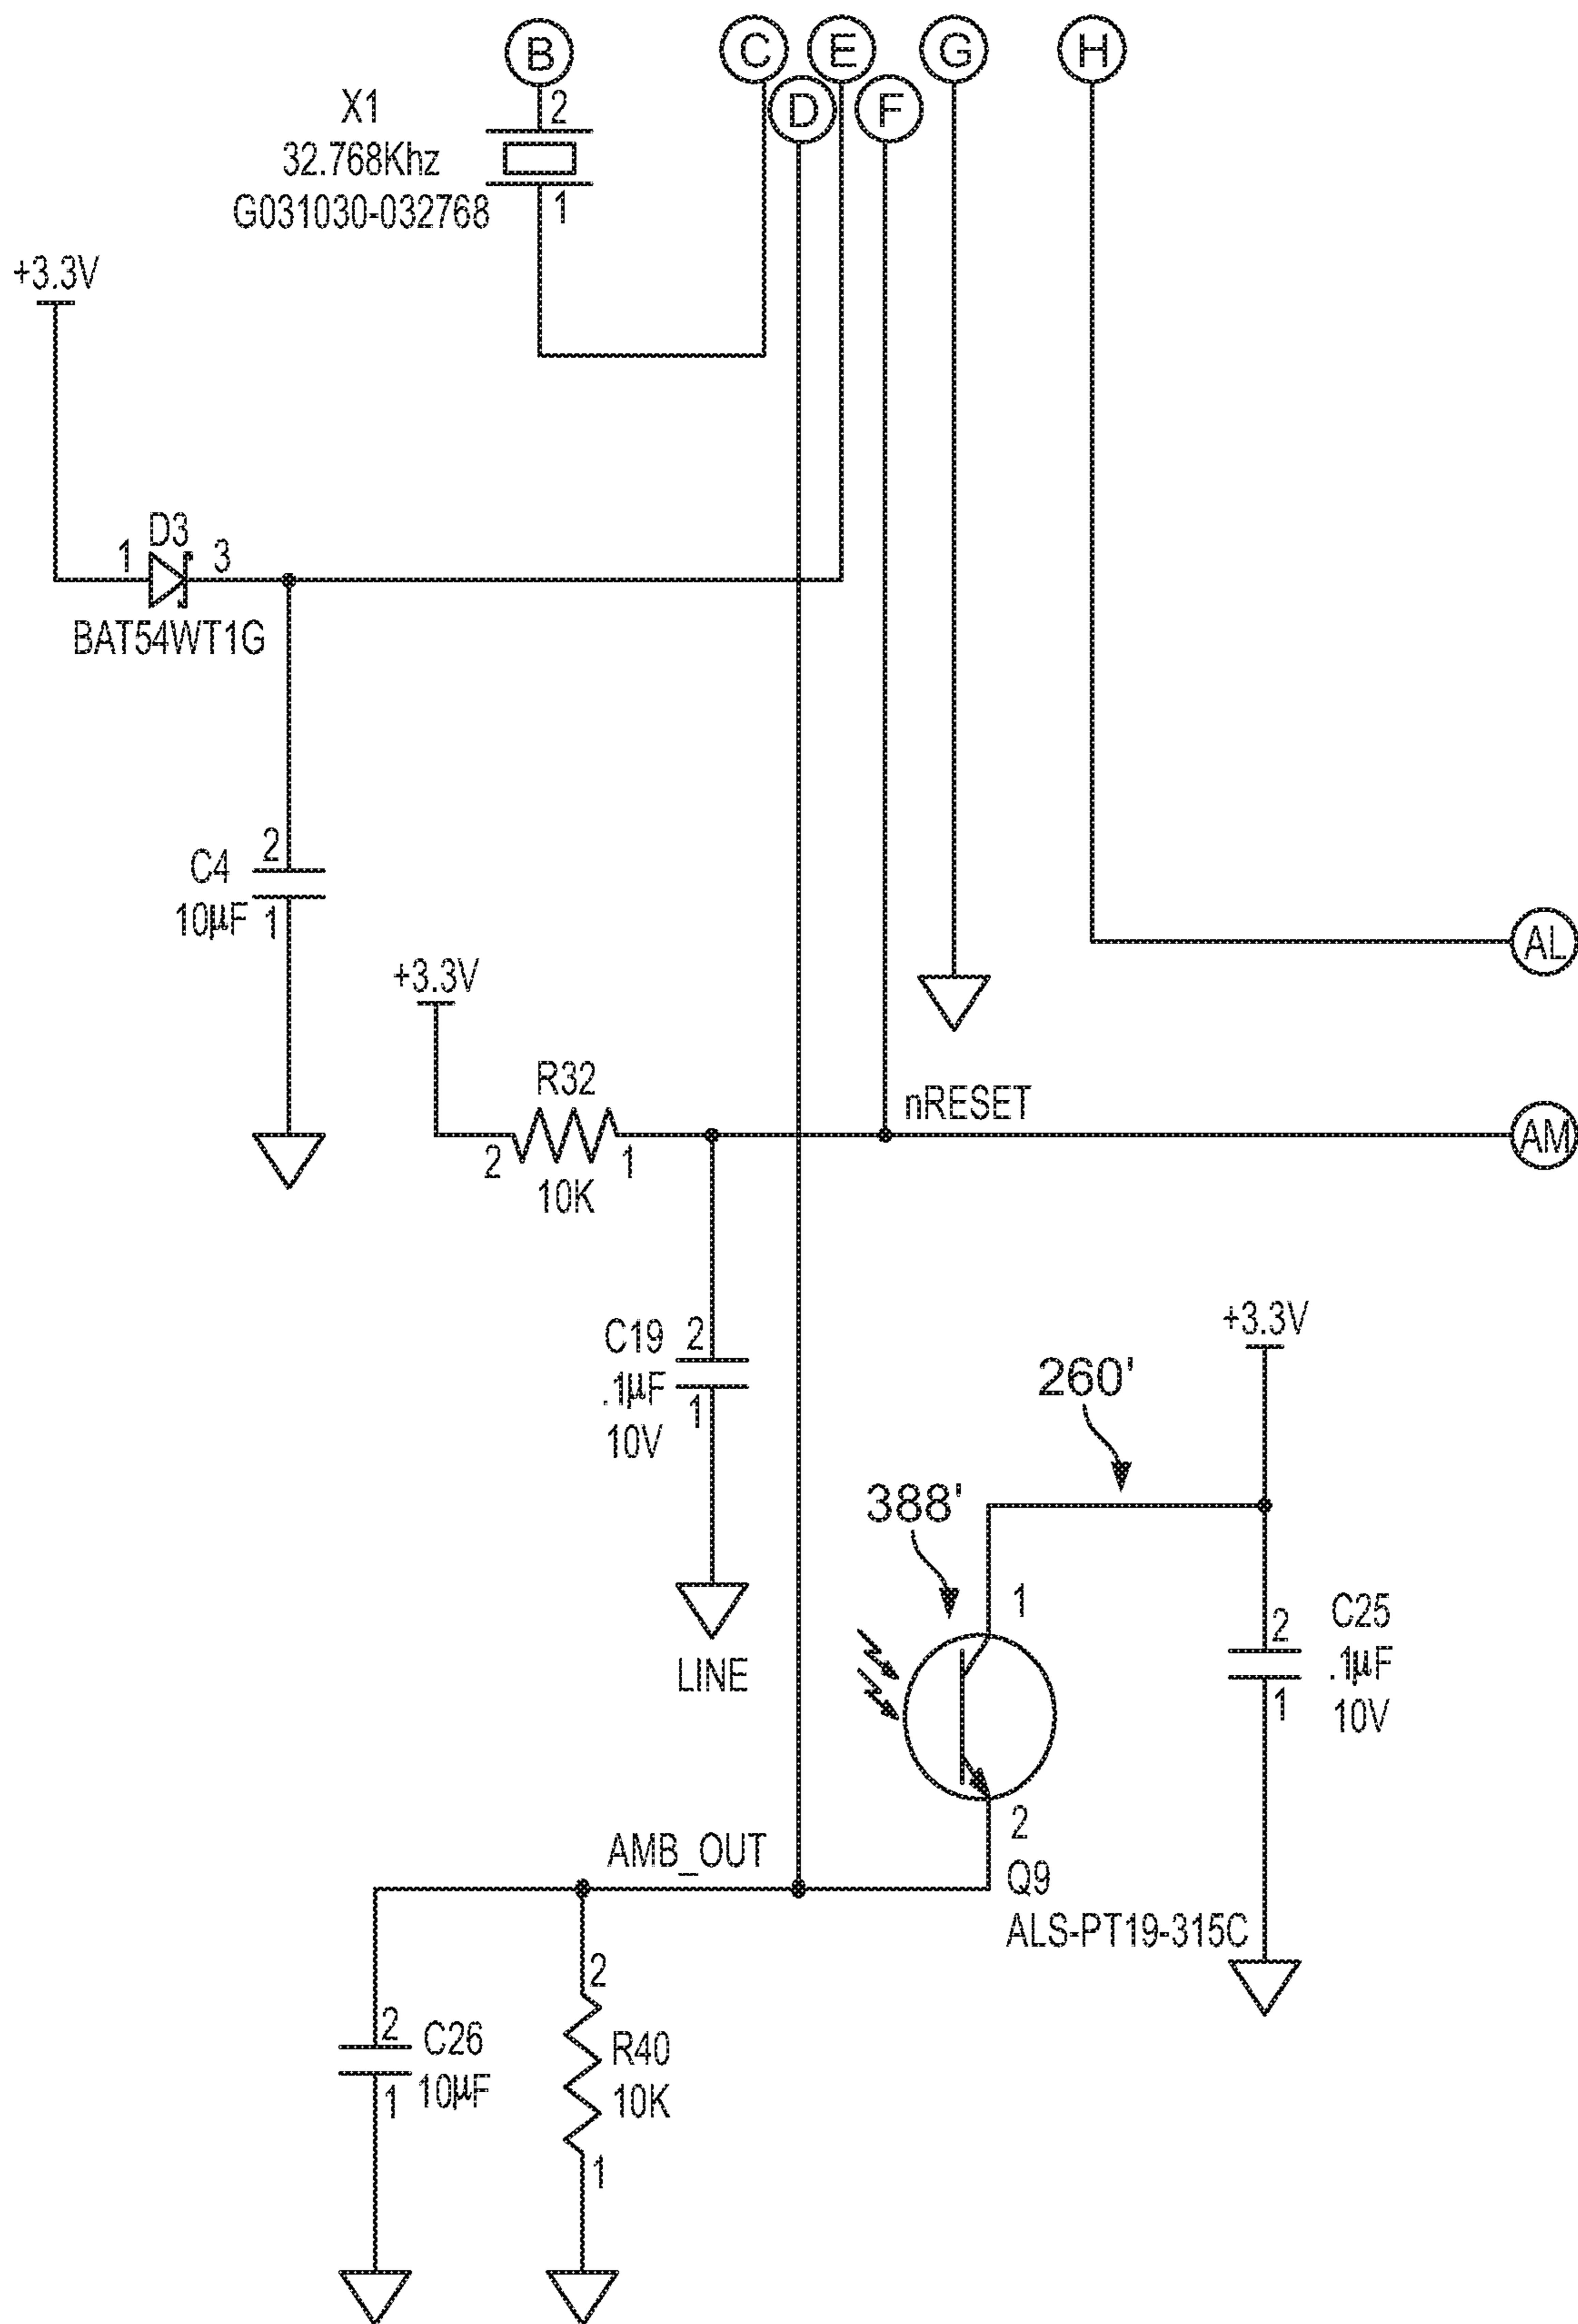 B
C
E
G
H
D
F
X1
32.768Khz
G031030-032768
2
1
+3.3V
D3
1
3
BAT54WT1G
C4
10µF
2
1
AL
+3.3V
R32
2
1
10K
nRESET
AM
C19
.1µF
10V
2
1
LINE
+3.3V
260'
388'
1
2
Q9
ALS-PT19-315C
2
1
C25
.1µF
10V
AMB_OUT
2
1
C26
10µF
2
R40
10K
1